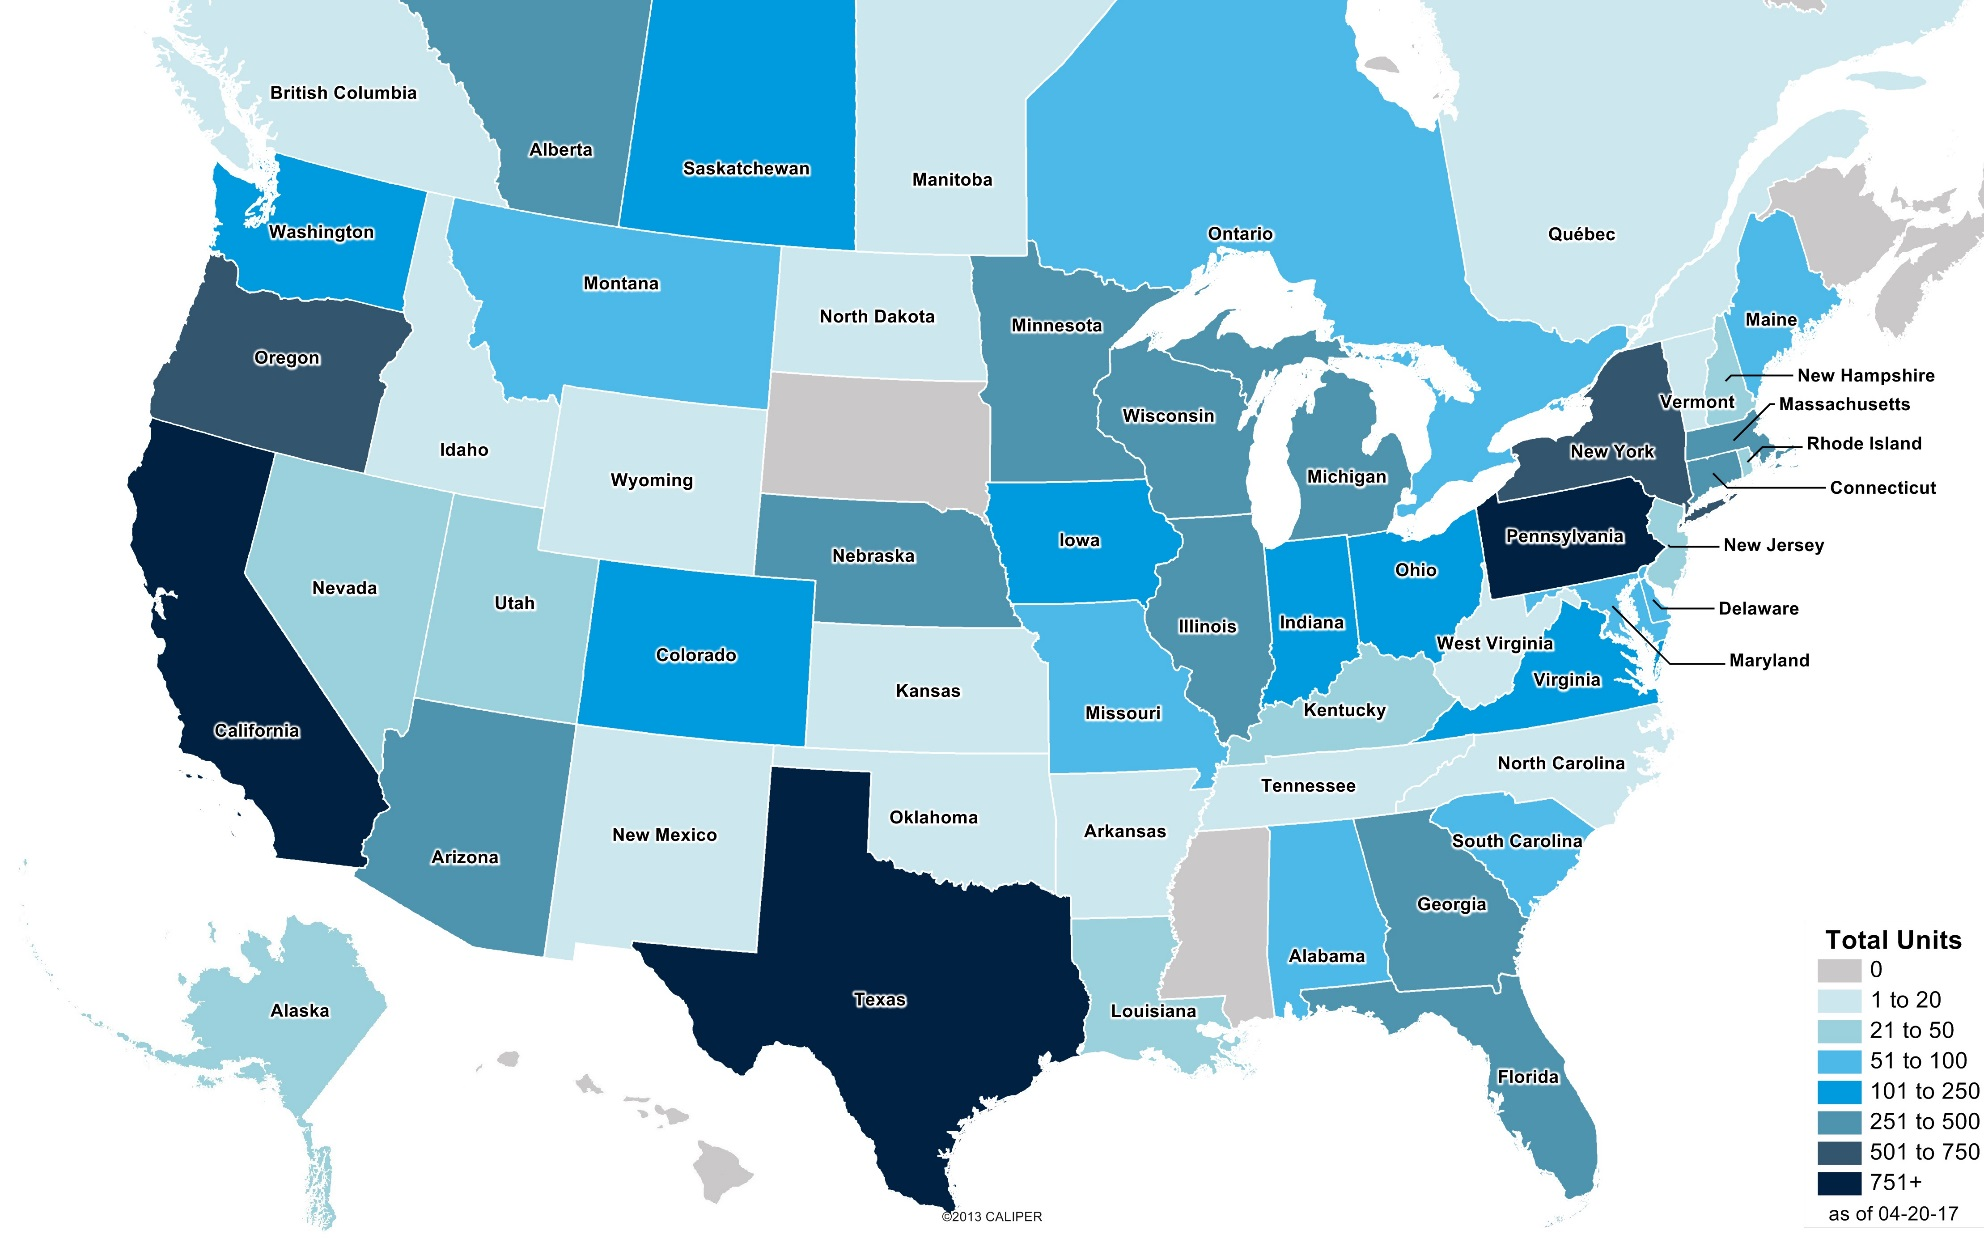 British Columbia
Alberta
Saskatchewan
Manitoba
Ontario
Québec
Washington
Montana
North Dakota
Minnesota
Maine
Oregon
New Hampshire
Vermont
Massachusetts
Wisconsin
Rhode Island
New York
Idaho
Wyoming
Michigan
Connecticut
Pennsylvania
Iowa
New Jersey
Nebraska
Ohio
Nevada
Utah
Delaware
Indiana
Illinois
West Virginia
Colorado
Maryland
Virginia
Kansas
Kentucky
Missouri
California
North Carolina
Tennessee
Oklahoma
Arkansas
New Mexico
South Carolina
Arizona
Georgia
Alabama
Texas
Alaska
Louisiana
Florida
Total Units
0
1 to 20
21 to 50
51 to 100
101 to 250
251 to 500
501 to 750
751+
as of 04-20-17
©2013 CALIPER